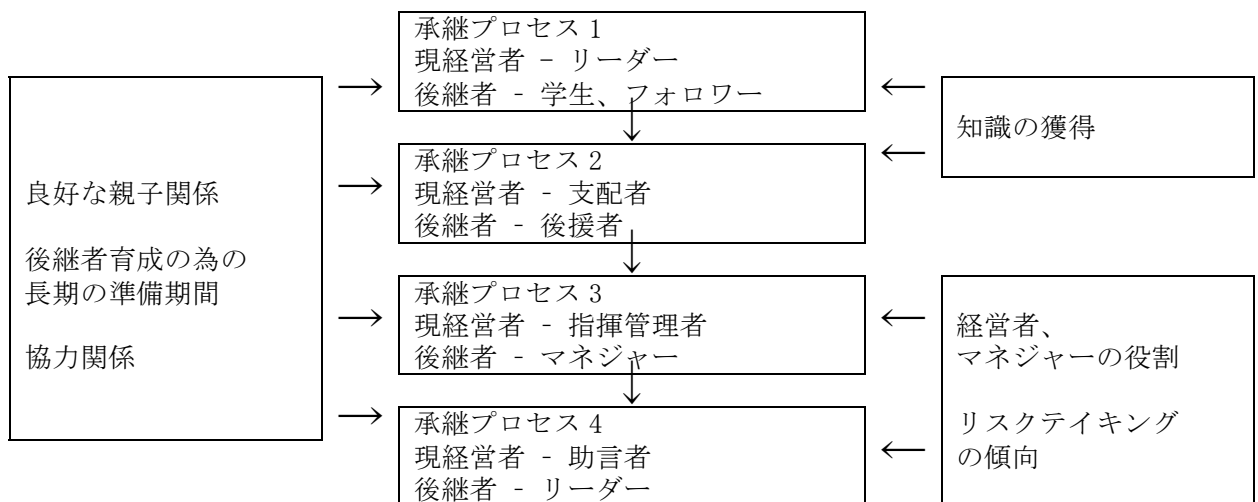 良好な親子関係
後継者育成の為の
長期の準備期間
協力関係
→
→
→
→
承継プロセス 1
現経営者 – リーダー
後継者 – 学生、フォロワー
↓
承継プロセス 2
現経営者 – 支配者
後継者 – 後援者
↓
承継プロセス 3
現経営者 – 指揮管理者
後継者 – マネジャー
↓
承継プロセス 4
現経営者 – 助言者
後継者 – リーダー
←
←
←
←
知識の獲得
経営者、
マネジャーの役割
リスクテイキング
の傾向